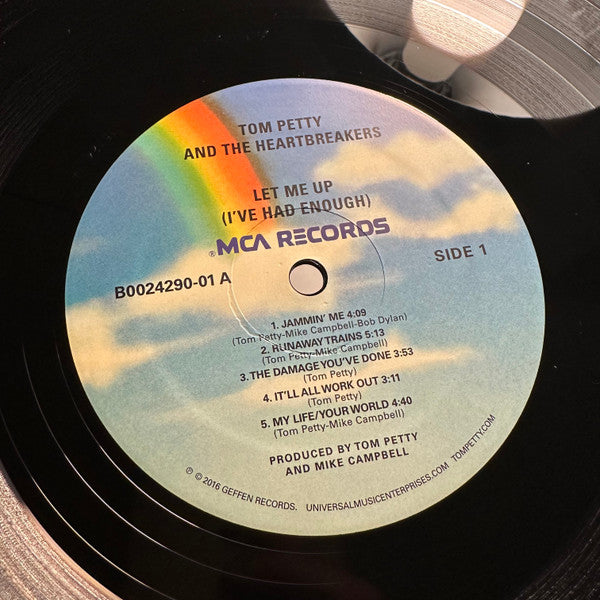 TOM PETTY
AND THE HEARTBREAKERS
LET ME UP
(I'VE HAD ENOUGH)
®MCA RECORDS
B0024290-01 A
SIDE 1
1. JAMMIN' ME 4:09
(Tom Petty-Mike Campbell-Bob Dylan)
2. RUNAWAY TRAINS 5:13
(Tom Petty-Mike Campbell)
3. THE DAMAGE YOU'VE DONE 3:53
(Tom Petty)
4. IT'LL ALL WORK OUT 3:11
(Tom Petty)
5. MY LIFE/YOUR WORLD 4:40
(Tom Petty-Mike Campbell)
PRODUCED BY TOM PETTY
AND MIKE CAMPBELL
℗ © 2016 GEFFEN RECORDS. UNIVERSALMUSICENTERPRISES.COM TOMPETTY.COM